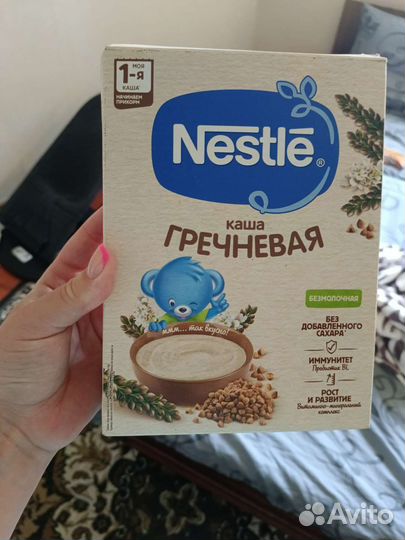 1-я
МОЯ
КАША*
НАЧИНАЕМ
ПРИКОРМ
Nestlé®
каша
ГРЕЧНЕВАЯ
БЕЗМОЛОЧНАЯ
БЕЗ
ДОБАВЛЕННОГО
САХАРА*
ИММУНИТЕТ
Пробиотик BL
РОСТ
И РАЗВИТИЕ
Витаминно-минеральный
комплекс
ммм... так вкусно!
Avito